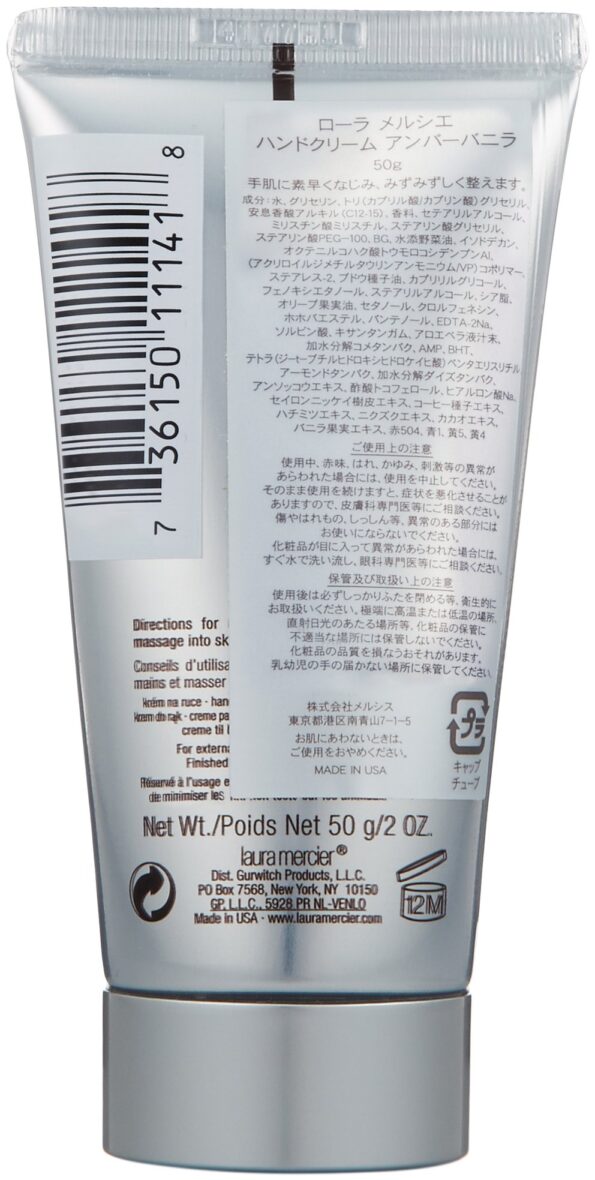 ローラ メルシエ
ハンドクリーム アンバーバニラ
50g
手肌に素早くなじみ、みずみずしく整えます。
成分:水、グリセリン、トリ(カプリル酸/カプリン酸)グリセリル、
安息香酸アルキル(C12-15)、香料、セテアリルアルコール、
ミリスチン酸ミリスチル、ステアリン酸グリセリル、
ステアリン酸PEG-100、BG、水添野菜油、イソドデカン、
オクテニルコハク酸トウモロコシデンプンAl、
(アクリロイルジメチルタウリンアンモニウム/VP)コポリマー、
ステアレス-2、ブドウ種子油、カプリリルグリコール、
フェノキシエタノール、ステアリルアルコール、シア脂、
オリーブ果実油、セタノール、クロルフェネシン、
ホホバエステル、パンテノール、EDTA-2Na、
ソルビン酸、キサンタンガム、アロエベラ液汁末、
加水分解コメタンパク、AMP、BHT、
テトラ(ジ-t-ブチルヒドロキシヒドロケイヒ酸)ペンタエリスリチル、
アーモンドタンパク、加水分解ダイズタンパク、
アンソッコウエキス、酢酸トコフェロール、ヒアルロン酸Na、
セイロンニッケイ樹皮エキス、コーヒー種子エキス、
ハチミツエキス、ニクズクエキス、カカオエキス、
バニラ果実エキス、赤504、青1、黄5、黄4
ご使用上の注意
使用中、赤味、はれ、かゆみ、刺激等の異常が
あらわれた場合には、使用を中止してください。
そのまま使用を続けますと、症状を悪化させることが
ありますので、皮膚科専門医等にご相談ください。
傷やはれもの、しっしん等、異常のある部分には
お使いにならないでください。
化粧品が目に入って異常があらわれた場合には、
すぐ水で洗い流し、眼科専門医等にご相談ください。
保管及び取扱い上の注意
使用後は必ずしっかりふたを閉める等、衛生的に
お取扱いください。極端に高温または低温の場所、
直射日光のあたる場所等、化粧品の保管に
不適当な場所には保管しないでください。
化粧品の品質を損なうおそれがあります。
乳幼児の手の届かない場所に保管してください。
株式会社メルシス
東京都港区南青山7-1-5
お肌にあわないときは、
ご使用をおやめください。
MADE IN USA
プラ
キャップ
チューブ
7 36150 11141 8
Directions for
massage into sk
Conseils d'utilisa
mains et masser
krém na ruce - han
krem do rąk - creme pa
creme til
For externa
Finished
Réservé à l'usage e
de minimiser les
Net Wt./Poids Net 50 g/2 OZ.
laura mercier®
Dist. Gurwitch Products, L.L.C.
PO Box 7568, New York, NY 10150
GP, L.L.C., 5928 PR NL-VENLO
Made in USA · www.lauramercier.com
12M